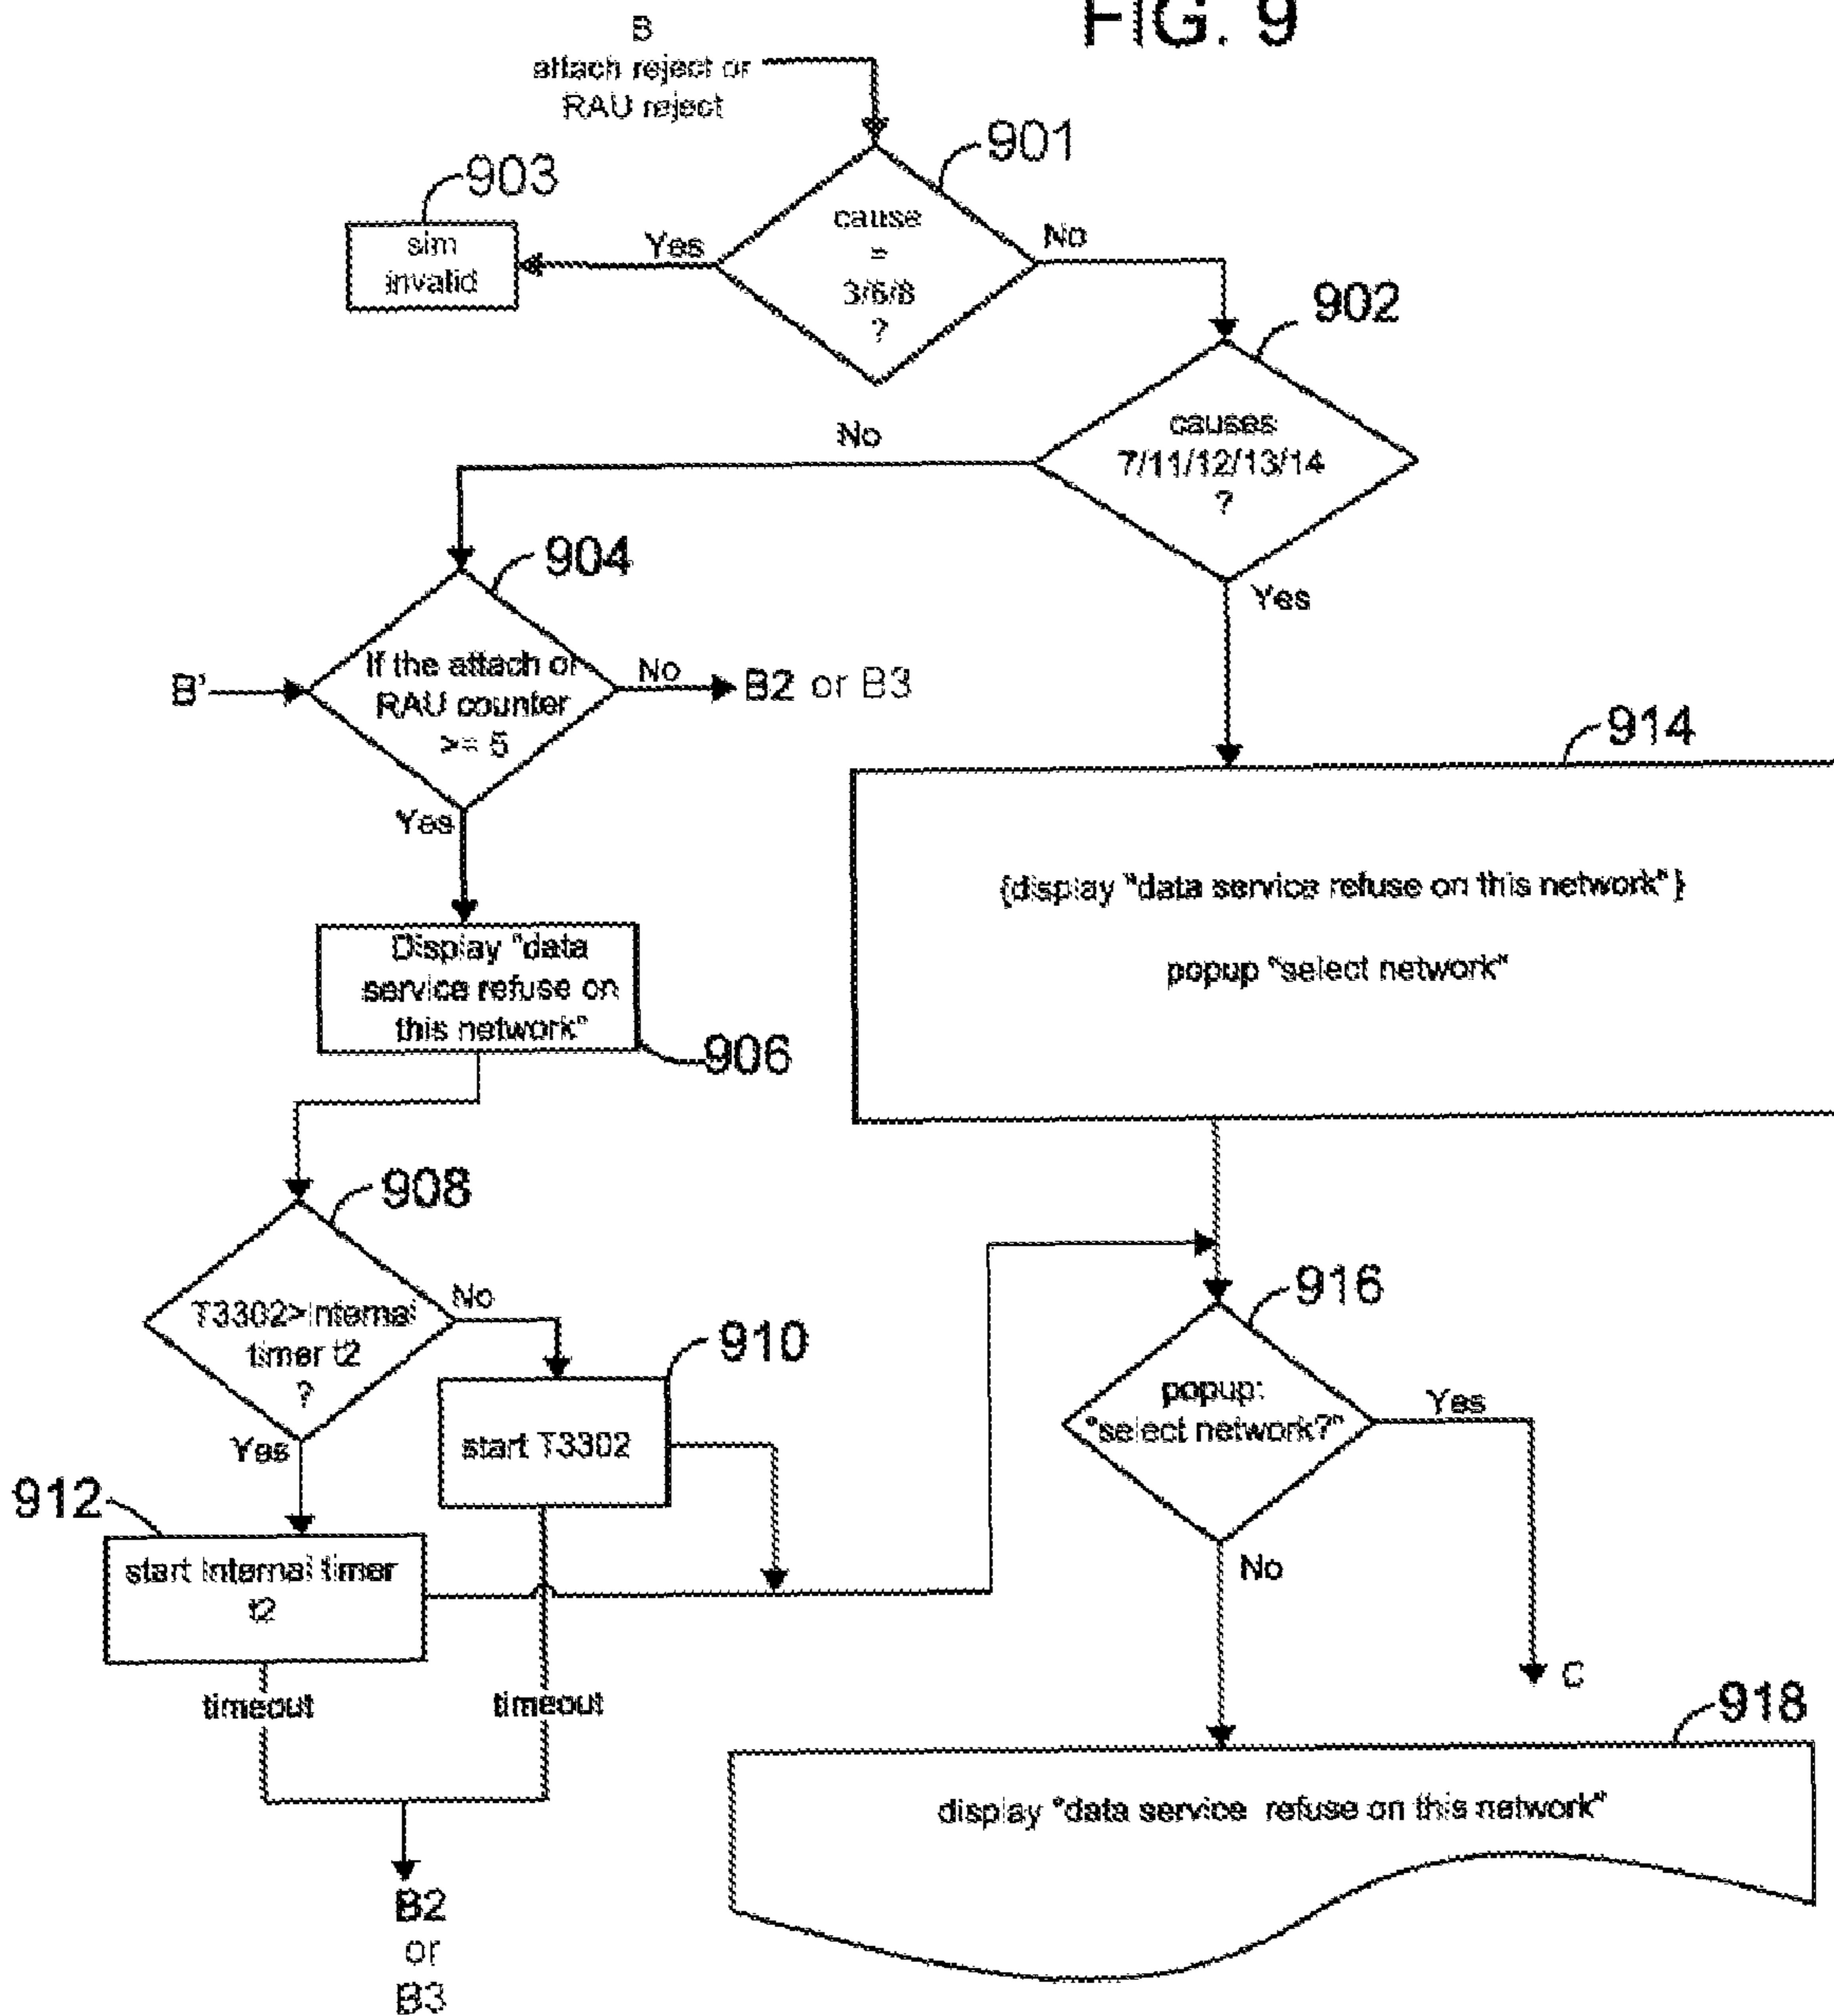 FIG. 9
B
attach reject or
RAU reject
901
903
cause
=
3/6/8
?
Yes
No
sim
invalid
902
causes
7/11/12/13/14
?
No
Yes
904
If the attach or
RAU counter
>= 5
B'
No
B2 or B3
Yes
914
{display "data service refuse on this network"}
popup "select network"
Display "data
service refuse on
this network"
906
908
T3302>Internal
timer t2
?
No
Yes
910
start T3302
916
popup:
"select network?"
Yes
No
912
start Internal timer
t2
timeout
timeout
C
918
display "data service refuse on this network"
B2
or
B3